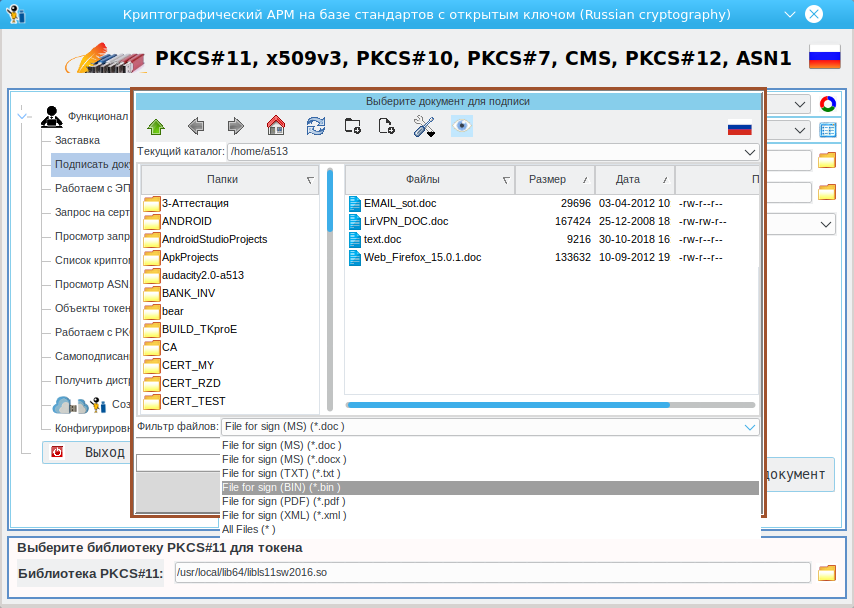 Криптографический АРМ на базе стандартов с открытым ключом (Russian cryptography)
PKCS#11, x509v3, PKCS#10, PKCS#7, CMS, PKCS#12, ASN1
Функционал
Заставка
Подписать доку
Работаем с ЭП
Запрос на серт
Просмотр запр
Список крипто
Просмотр ASN
Объекты токен
Работаем с PK
Самоподписан
Получить дист
Соз
Конфигурировн
Выход
Выберите документ для подписи
Текущий каталог: /home/a513
Папки
3-Аттестация
ANDROID
AndroidStudioProjects
ApkProjects
audacity2.0-a513
BANK_INV
bear
BUILD_TKproE
CA
CERT_MY
CERT_RZD
CERT_TEST
Файлы Размер Дата П
EMAIL_sot.doc 29696 03-04-2012 10 -rw-r--r--
LirVPN_DOC.doc 167424 25-12-2008 18 -rw-rw-r--
text.doc 9216 30-10-2018 16 -rw-r--r--
Web_Firefox_15.0.1.doc 133632 10-09-2012 19 -rw-r--r--
Фильтр файлов: File for sign (MS) (*.doc )
File for sign (MS) (*.doc )
File for sign (MS) (*.docx )
File for sign (TXT) (*.txt )
File for sign (BIN) (*.bin )
File for sign (PDF) (*.pdf )
File for sign (XML) (*.xml )
All Files (* )
документ
Выберите библиотеку PKCS#11 для токена
Библиотека PKCS#11: /usr/local/lib64/libls11sw2016.so